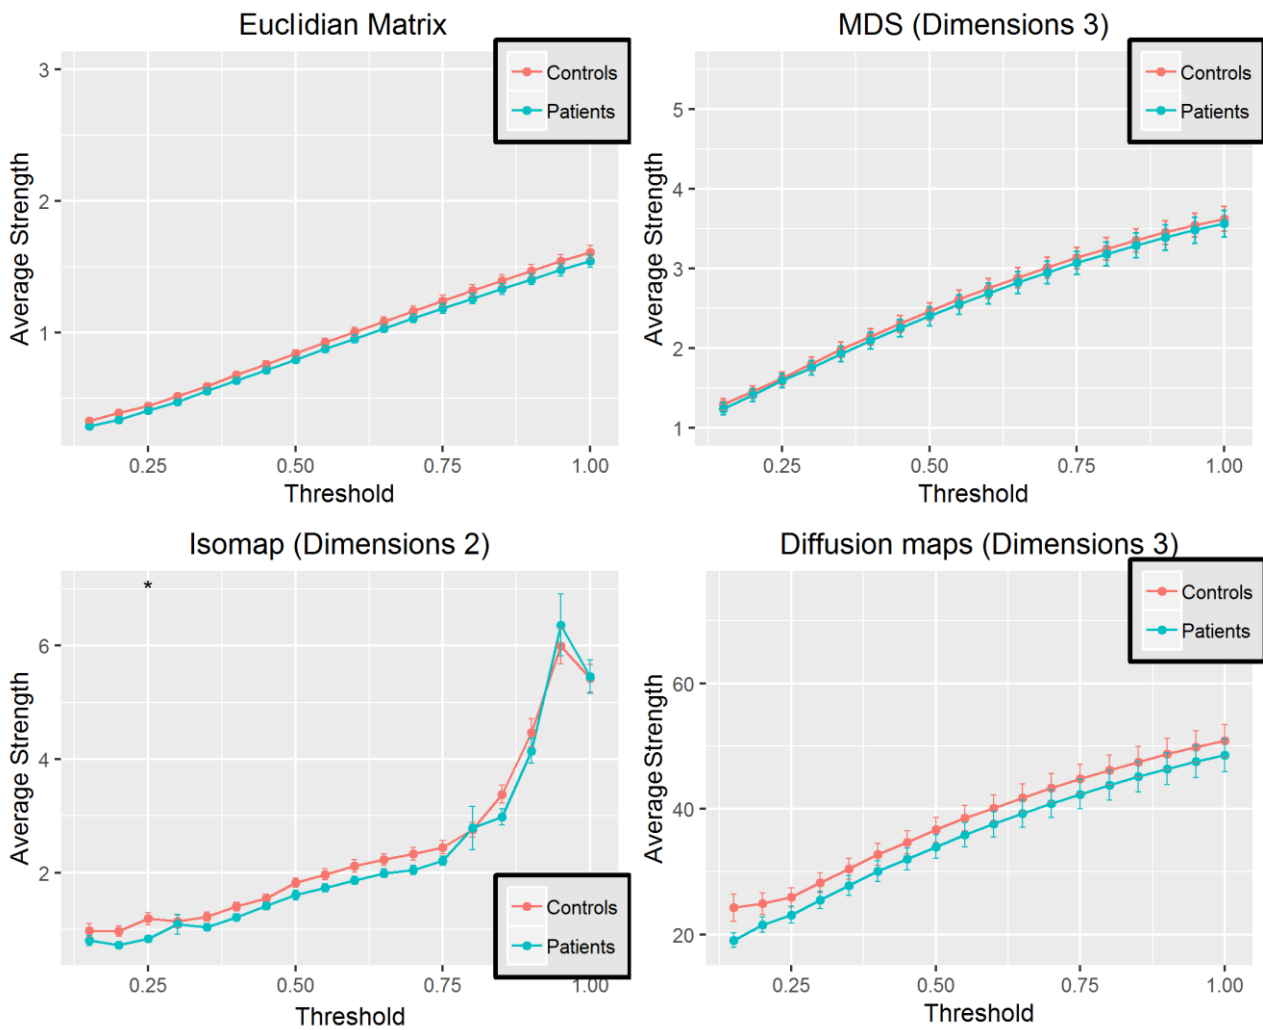 Euclidian Matrix
3
2
1
Average Strength
0.25 0.50 0.75 1.00
Threshold
Controls
Patients
MDS (Dimensions 3)
5
4
3
2
1
Average Strength
0.25 0.50 0.75 1.00
Threshold
Controls
Patients
Isomap (Dimensions 2)
*
6
4
2
Average Strength
0.25 0.50 0.75 1.00
Threshold
Controls
Patients
Diffusion maps (Dimensions 3)
60
40
20
Average Strength
0.25 0.50 0.75 1.00
Threshold
Controls
Patients